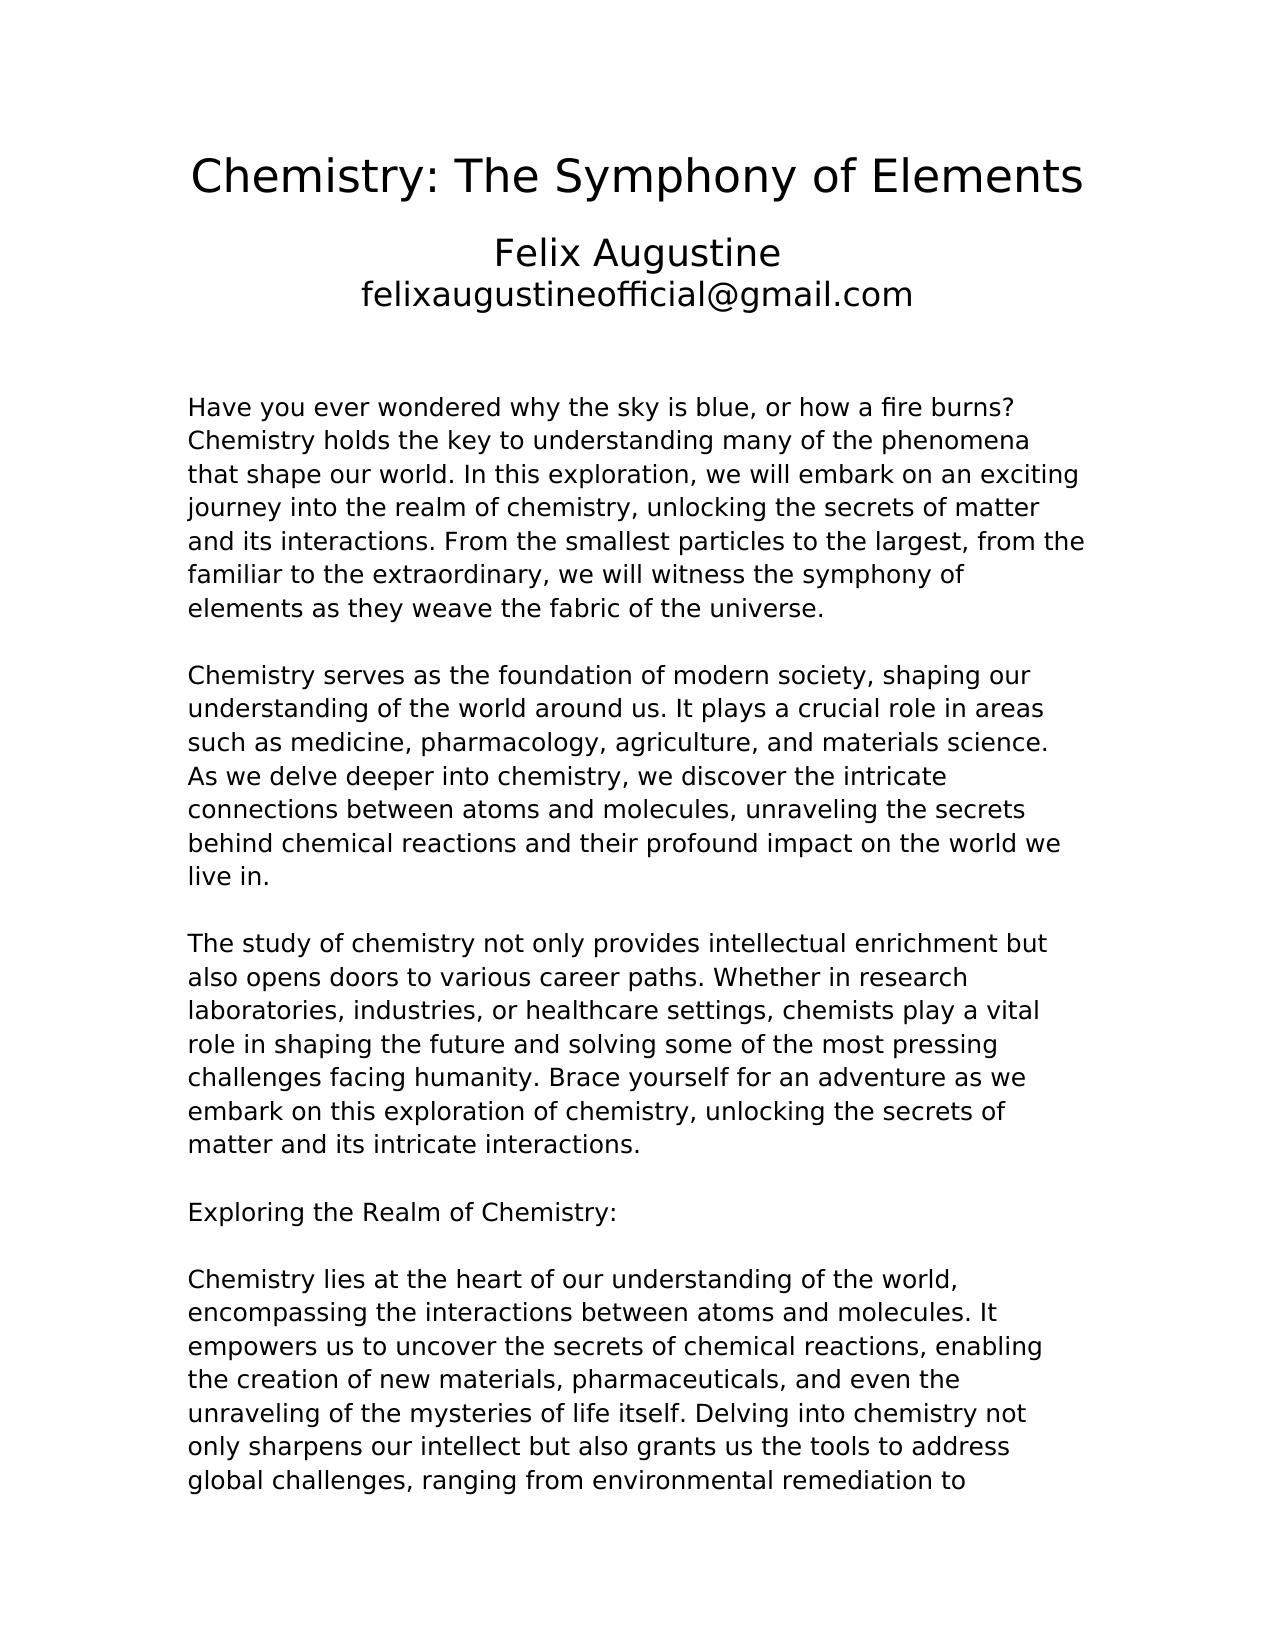 Chemistry: The Symphony of Elements
Felix Augustine
felixaugustineofficial@gmail.com
Have you ever wondered why the sky is blue, or how a fire burns?
Chemistry holds the key to understanding many of the phenomena
that shape our world. In this exploration, we will embark on an exciting
journey into the realm of chemistry, unlocking the secrets of matter
and its interactions. From the smallest particles to the largest, from the
familiar to the extraordinary, we will witness the symphony of
elements as they weave the fabric of the universe.
Chemistry serves as the foundation of modern society, shaping our
understanding of the world around us. It plays a crucial role in areas
such as medicine, pharmacology, agriculture, and materials science.
As we delve deeper into chemistry, we discover the intricate
connections between atoms and molecules, unraveling the secrets
behind chemical reactions and their profound impact on the world we
live in.
The study of chemistry not only provides intellectual enrichment but
also opens doors to various career paths. Whether in research
laboratories, industries, or healthcare settings, chemists play a vital
role in shaping the future and solving some of the most pressing
challenges facing humanity. Brace yourself for an adventure as we
embark on this exploration of chemistry, unlocking the secrets of
matter and its intricate interactions.
Exploring the Realm of Chemistry:
Chemistry lies at the heart of our understanding of the world,
encompassing the interactions between atoms and molecules. It
empowers us to uncover the secrets of chemical reactions, enabling
the creation of new materials, pharmaceuticals, and even the
unraveling of the mysteries of life itself. Delving into chemistry not
only sharpens our intellect but also grants us the tools to address
global challenges, ranging from environmental remediation to